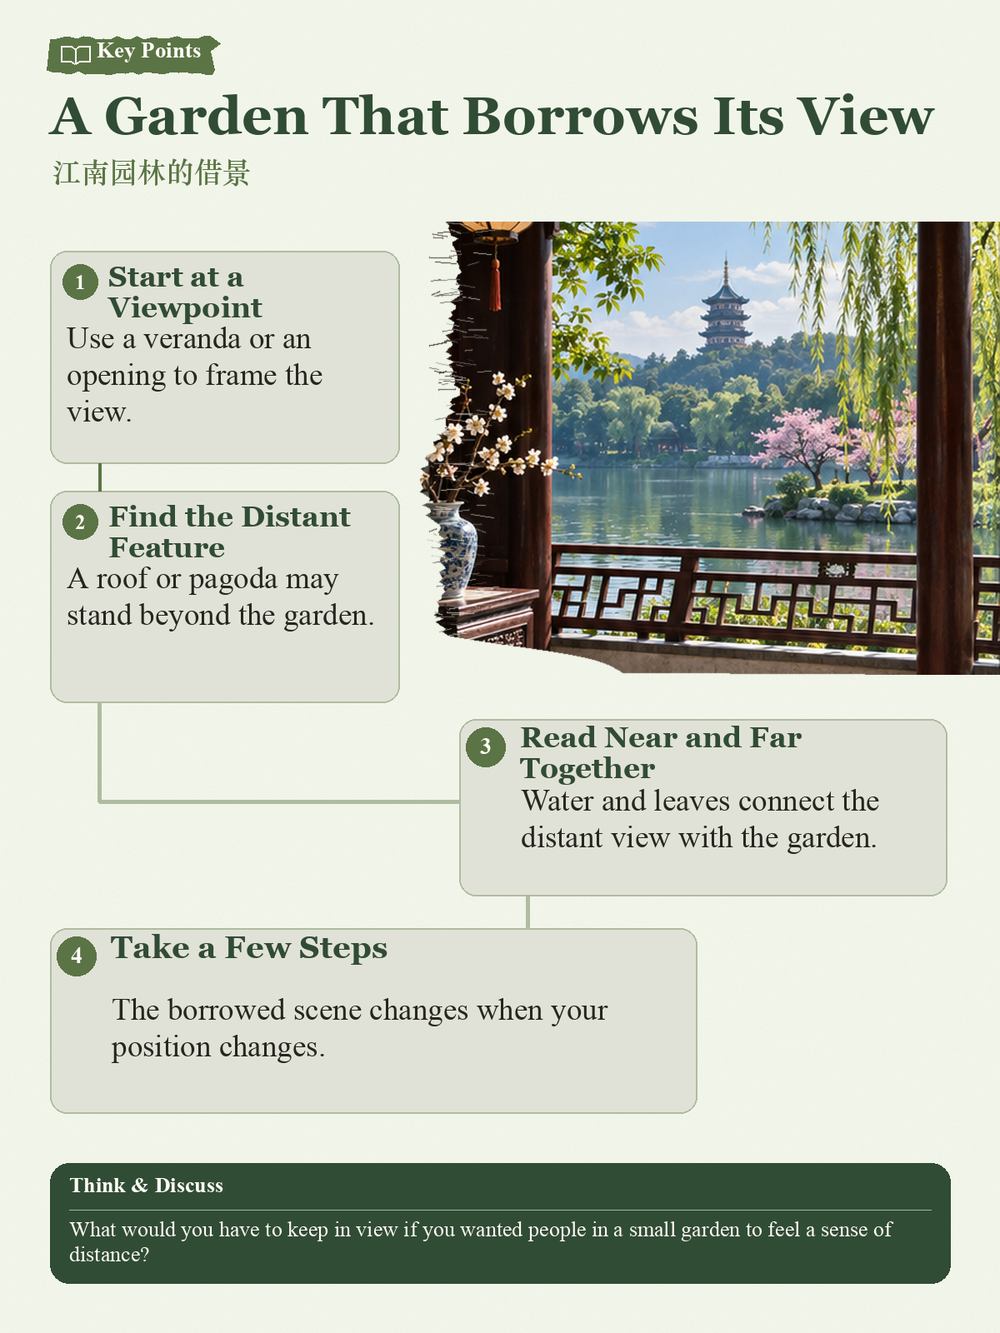 Key Points
A Garden That Borrows Its View
江南园林的借景
1
Start at a
Viewpoint
Use a veranda or an
opening to frame the
view.
2
Find the Distant
Feature
A roof or pagoda may
stand beyond the garden.
3
Read Near and Far
Together
Water and leaves connect the
distant view with the garden.
4
Take a Few Steps
The borrowed scene changes when your
position changes.
Think & Discuss
What would you have to keep in view if you wanted people in a small garden to feel a sense of
distance?